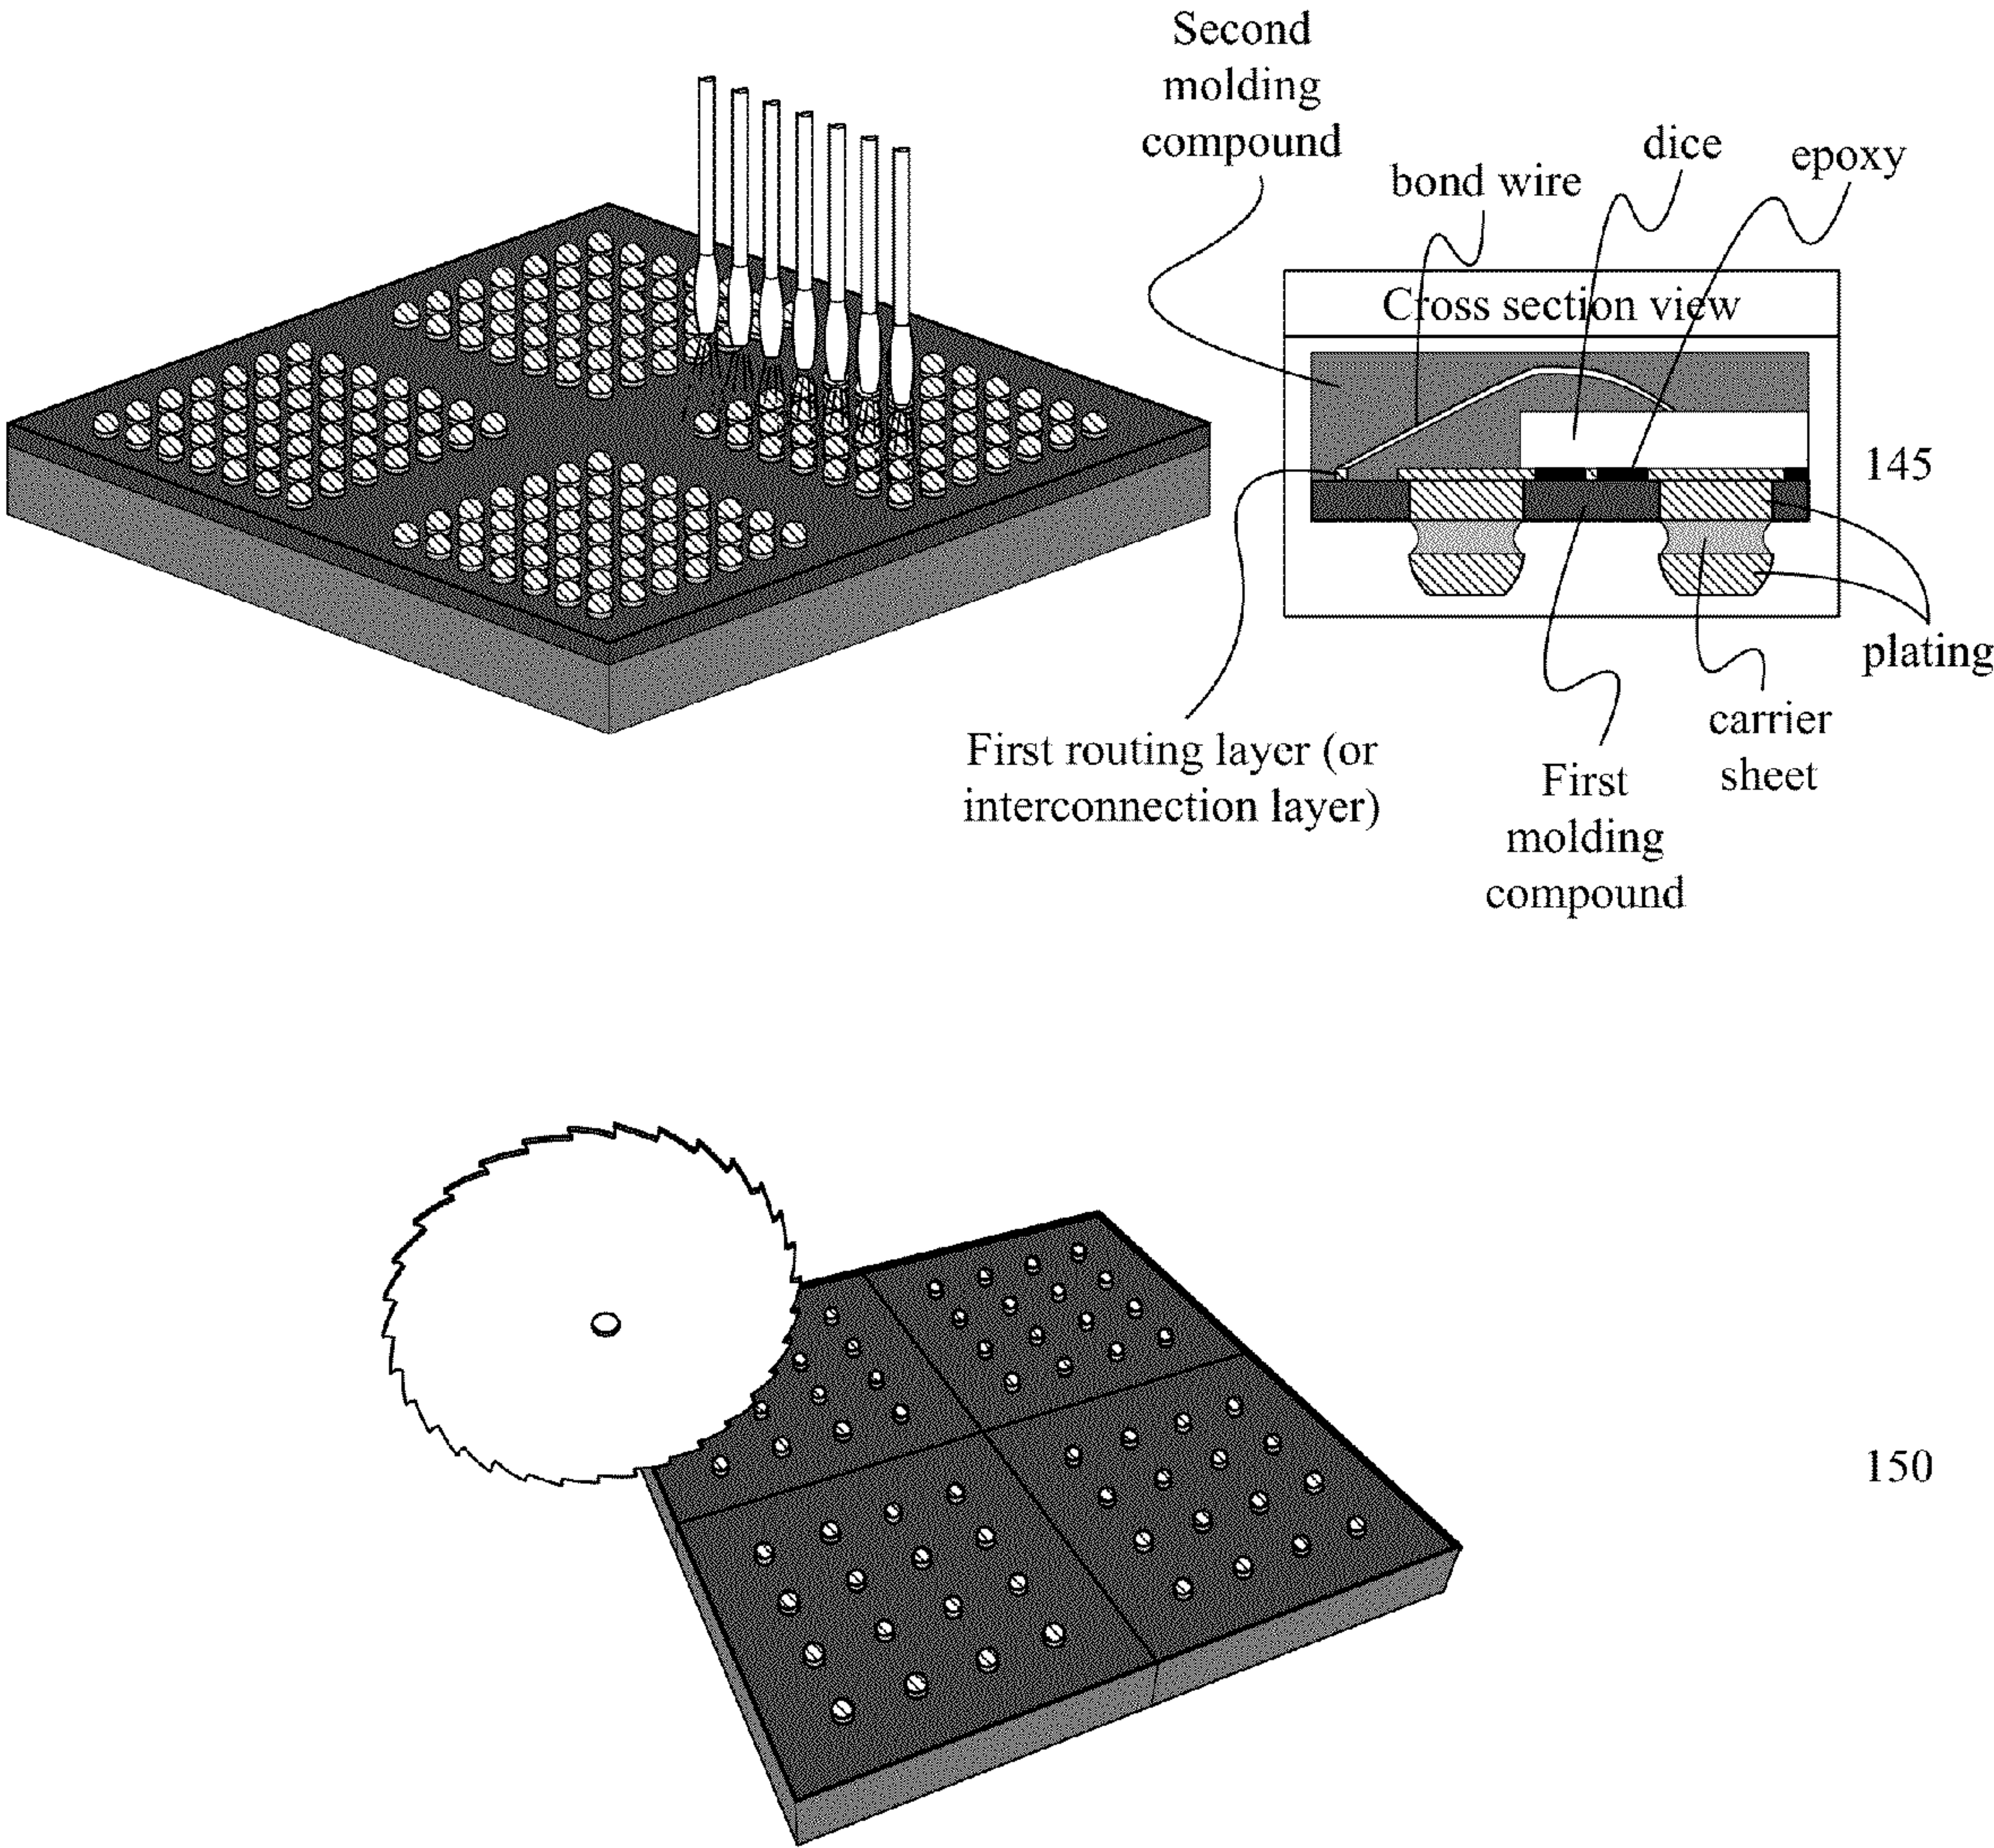 Second
molding
compound
bond wire
dice
epoxy
Cross section view
145
plating
carrier
sheet
First routing layer (or
interconnection layer)
First
molding
compound
150